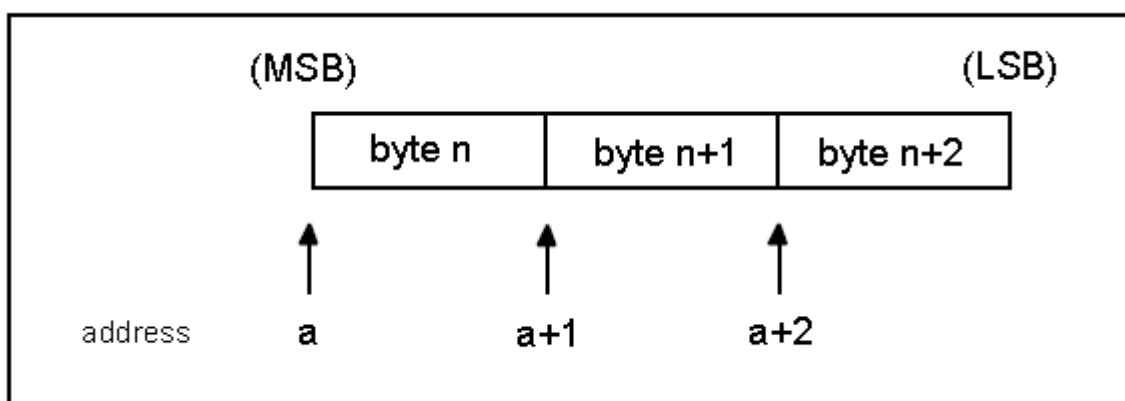 (MSB) (LSB)
byte n byte n+1 byte n+2
address a a+1 a+2